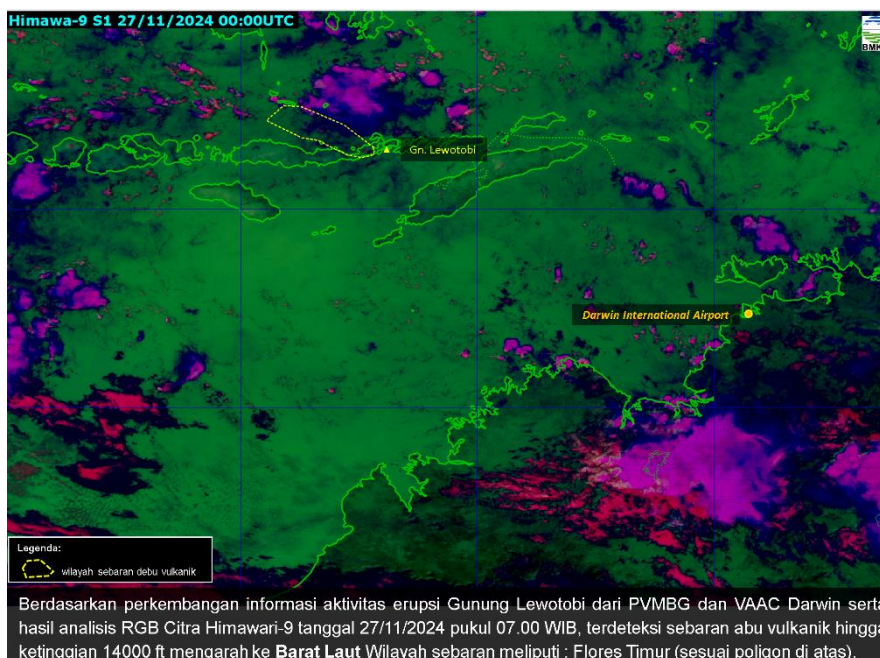 Himawa-9 S1 27/11/2024 00:00UTC
BMK
Gn. Lewotobi
Darwin International Airport
Legenda:
wilayah sebaran debu vulkanik
Berdasarkan perkembangan informasi aktivitas erupsi Gunung Lewotobi dari PVMBG dan VAAC Darwin serta
hasil analisis RGB Citra Himawari-9 tanggal 27/11/2024 pukul 07.00 WIB, terdeteksi sebaran abu vulkanik hingga
ketinggian 14000 ft mengarah ke Barat Laut Wilayah sebaran meliputi : Flores Timur (sesuai poligon di atas).